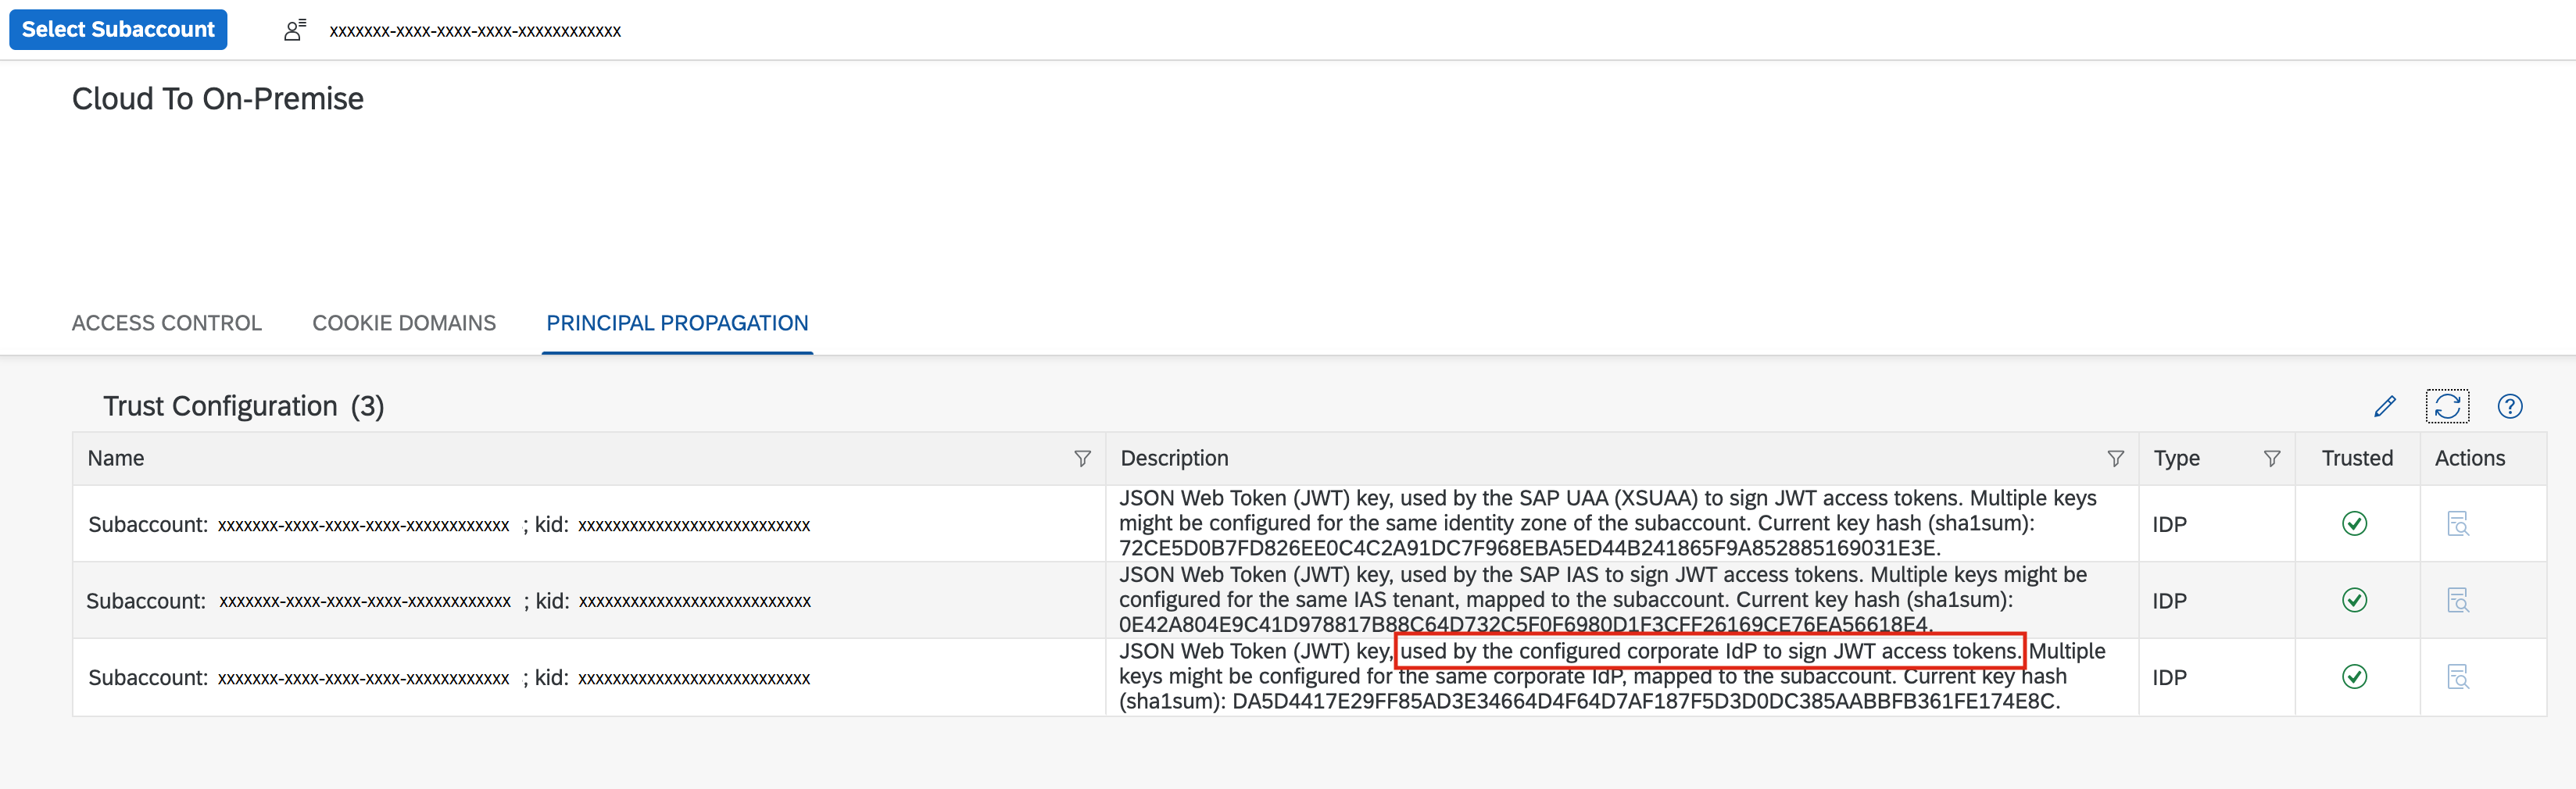 Select Subaccount xxxxxxx-xxxx-xxxx-xxxx-xxxxxxxxxxxx
Cloud To On-Premise
ACCESS CONTROL COOKIE DOMAINS PRINCIPAL PROPAGATION
Trust Configuration (3)
Name Description Type Trusted Actions
Subaccount: xxxxxxx-xxxx-xxxx-xxxx-xxxxxxxxxxxx ; kid: xxxxxxxxxxxxxxxxxxxxxxxxxxx
JSON Web Token (JWT) key, used by the SAP UAA (XSUAA) to sign JWT access tokens. Multiple keys
might be configured for the same identity zone of the subaccount. Current key hash (sha1sum):
72CE5D0B7FD826EE0C4C2A91DC7F968EBA5ED44B241865F9A852885169031E3E.
IDP
Subaccount: xxxxxxx-xxxx-xxxx-xxxx-xxxxxxxxxxxx ; kid: xxxxxxxxxxxxxxxxxxxxxxxxxxx
JSON Web Token (JWT) key, used by the SAP IAS to sign JWT access tokens. Multiple keys might be
configured for the same IAS tenant, mapped to the subaccount. Current key hash (sha1sum):
0E42A804E9C41D978817B88C64D732C5F0F6980D1F3CFF26169CE76EA56618E4.
IDP
Subaccount: xxxxxxx-xxxx-xxxx-xxxx-xxxxxxxxxxxx ; kid: xxxxxxxxxxxxxxxxxxxxxxxxxxx
JSON Web Token (JWT) key, used by the configured corporate IdP to sign JWT access tokens. Multiple
keys might be configured for the same corporate IdP, mapped to the subaccount. Current key hash
(sha1sum): DA5D4417E29FF85AD3E34664D4F64D7AF187F5D3D0DC385AABBFB361FE174E8C.
IDP